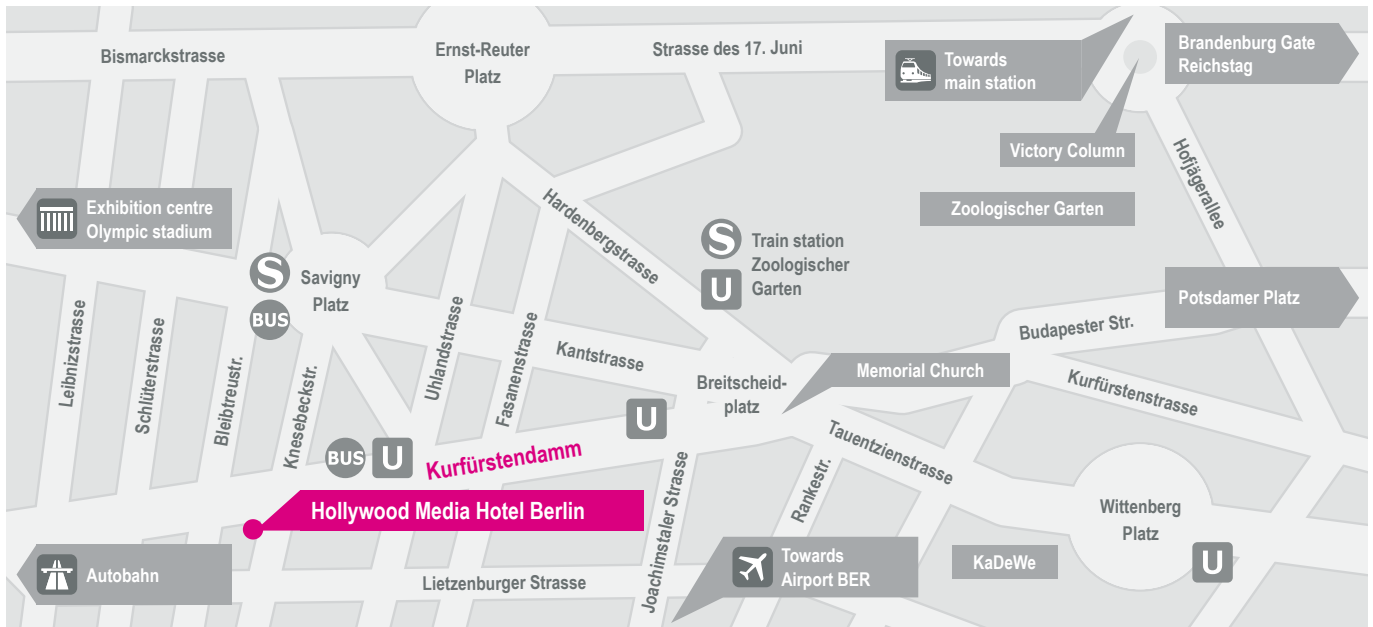 Bismarckstrasse
Ernst-Reuter
Platz
Strasse des 17. Juni
Towards
main station
Brandenburg Gate
Reichstag
Victory Column
Hofjägerallee
Zoologischer Garten
Exhibition centre
Olympic stadium
Hardenbergstrasse
S
U
Train station
Zoologischer
Garten
S
BUS
Savigny
Platz
Potsdamer Platz
Budapester Str.
Leibnizstrasse
Schlüterstrasse
Bleibtreustr.
Knesebeckstr.
Uhlandstrasse
Fasanenstrasse
Kantstrasse
Breitscheid-
platz
Memorial Church
Kurfürstenstrasse
U
BUS
U
Kurfürstendamm
Tauentzienstrasse
Rankestr.
Joachimstaler Strasse
Hollywood Media Hotel Berlin
Wittenberg
Platz
U
Autobahn
Lietzenburger Strasse
Towards
Airport BER
KaDeWe